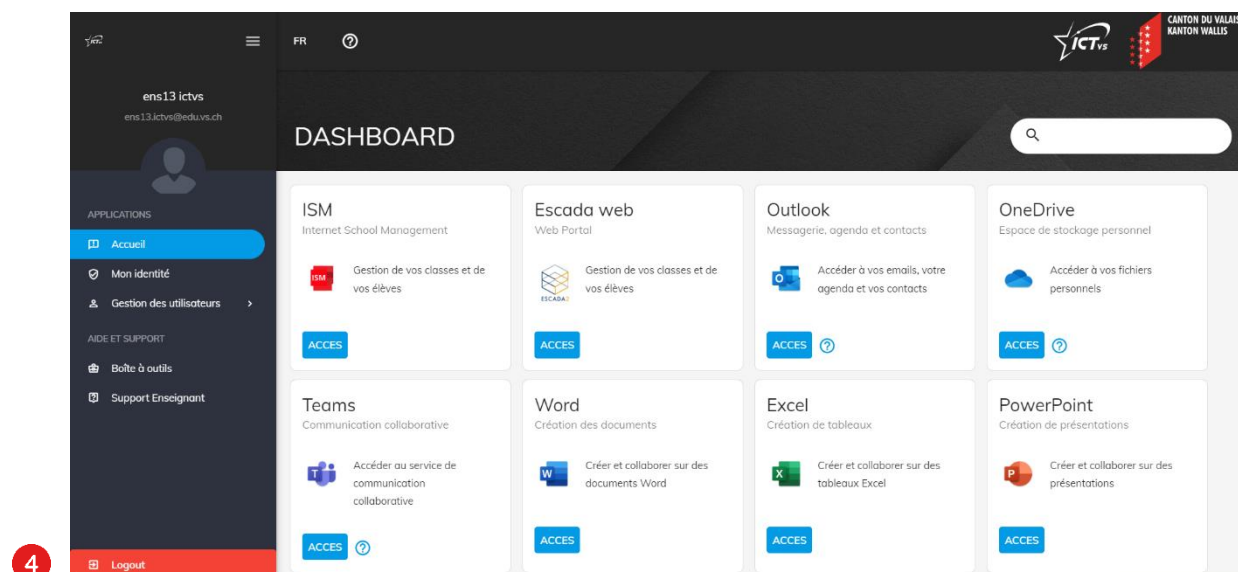 ictvs
FR
ICTVS
CANTON DU VALAIS
KANTON WALLIS
ens13 ictvs
ens13.ictvs@edu.vs.ch
DASHBOARD
APPLICATIONS
Accueil
Mon identité
Gestion des utilisateurs
AIDE ET SUPPORT
Boîte à outils
Support Enseignant
4
Logout
ISM
Internet School Management
ISM
Gestion de vos classes et de
vos élèves
ACCES
Escada web
Web Portal
ESCADA
Gestion de vos classes et de
vos élèves
ACCES
Outlook
Messagerie, agenda et contacts
Accéder à vos emails, votre
agenda et vos contacts
ACCES
OneDrive
Espace de stockage personnel
Accéder à vos fichiers
personnels
ACCES
Teams
Communication collaborative
Accéder au service de
communication
collaborative
ACCES
Word
Création des documents
Créer et collaborer sur des
documents Word
ACCES
Excel
Création de tableaux
Créer et collaborer sur des
tableaux Excel
ACCES
PowerPoint
Création de présentations
Créer et collaborer sur des
présentations
ACCES